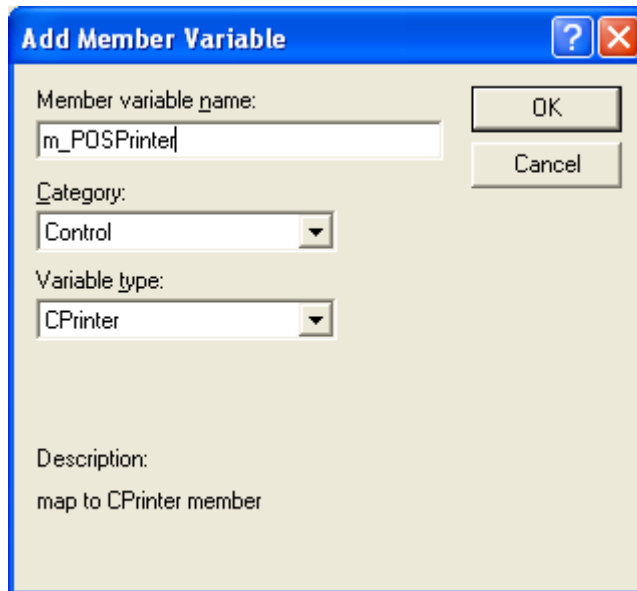 Add Member Variable
?
Member variable name:
OK
m_POSPrinter
Cancel
Category:
Control
Variable type:
CPrinter
Description:
map to CPrinter member